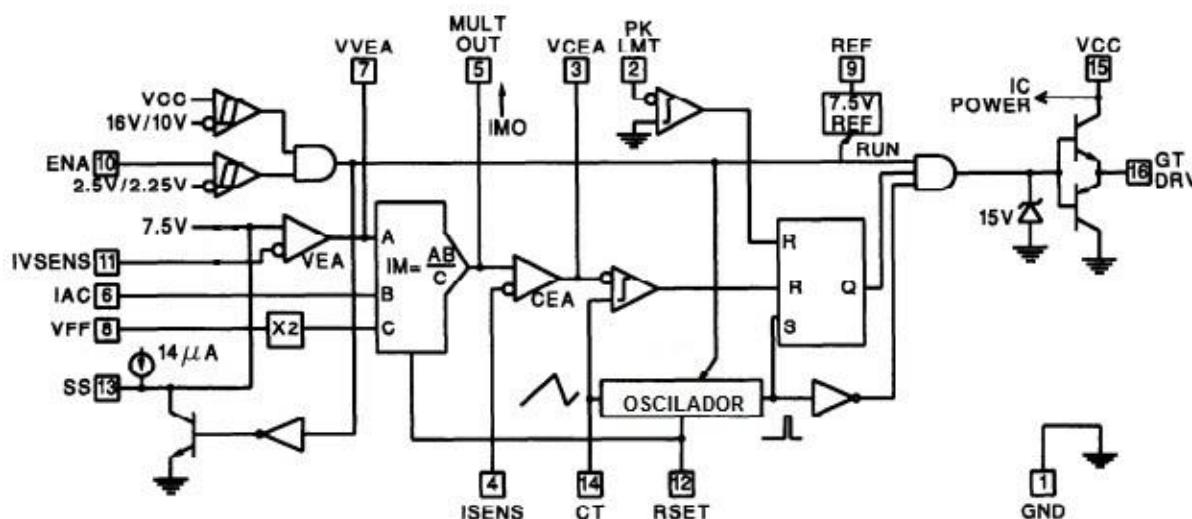 VVEA
7
MULT
OUT
5
IMO
VCEA
3
PK
LMT
2
REF
9
7.5V
REF
RUN
VCC
15
IC
POWER
VCC
16V/10V
ENA 10
2.5V/2.25V
GT
16 DRV
15V
7.5V
IVSENS 11
VEA
IAC 6
VFF 8
X2
A
B
C
IM= AB
C
CEA
R
R
S
Q
14 μA
SS 13
OSCILADOR
4
ISENS
14
CT
12
RSET
1
GND